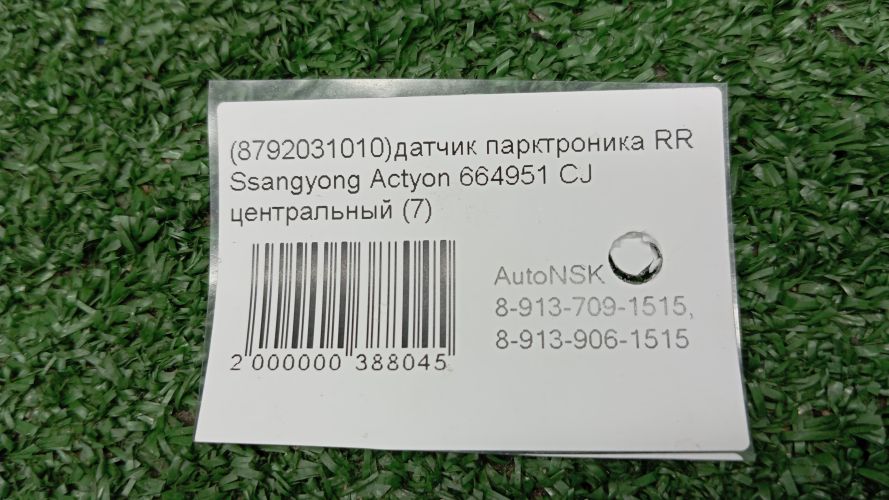 (8792031010)датчик парктроника RR
Ssangyong Actyon 664951 CJ
центральный (7)
AutoNSK
8-913-709-1515,
8-913-906-1515
2 000000 388045